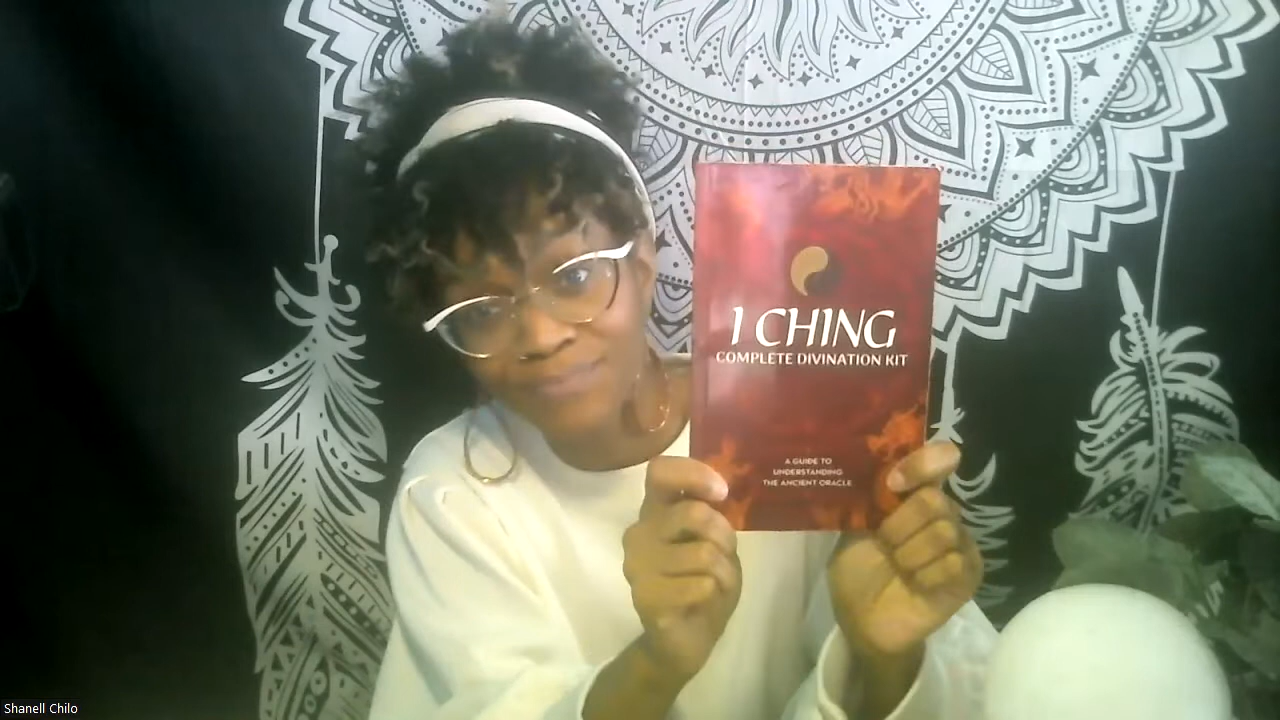 I CHING
COMPLETE DIVINATION KIT
A GUIDE TO
UNDERSTANDING
THE ANCIENT ORACLE
Shanell Chilo